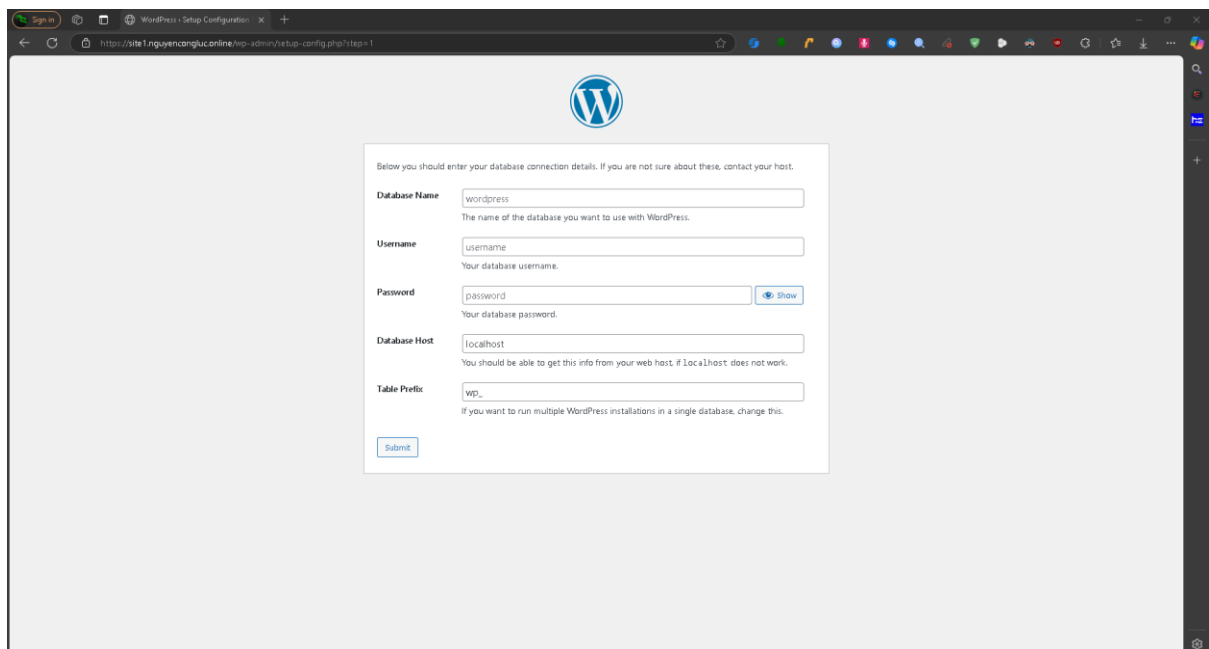 Sign in
WordPress › Setup Configuration
https://site1.nguyencongluc.online/wp-admin/setup-config.php?step=1
Below you should enter your database connection details. If you are not sure about these, contact your host.
Database Name
wordpress
The name of the database you want to use with WordPress.
Username
username
Your database username.
Password
password
Show
Your database password.
Database Host
localhost
You should be able to get this info from your web host, if localhost does not work.
Table Prefix
wp_
If you want to run multiple WordPress installations in a single database, change this.
Submit